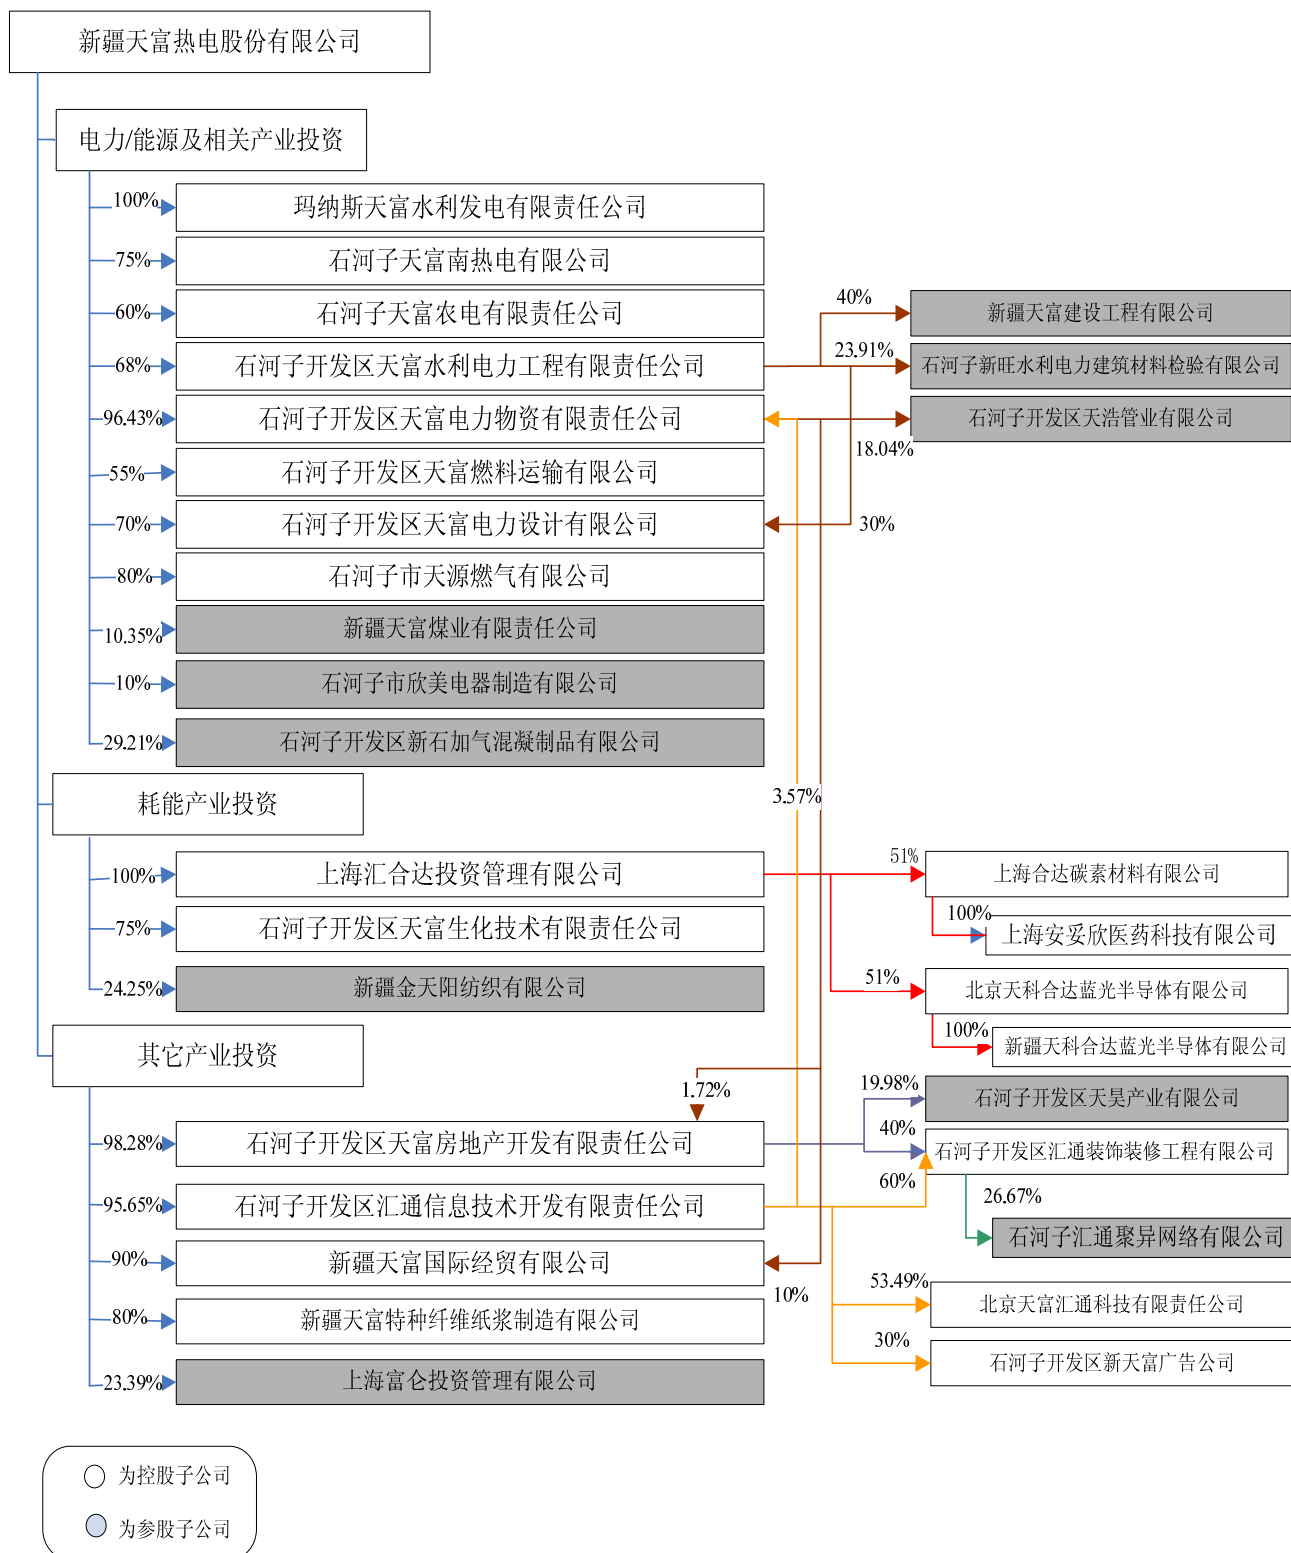 新疆天富热电股份有限公司
电力/能源及相关产业投资
100%
玛纳斯天富水利发电有限责任公司
75%
石河子天富南热电有限公司
60%
石河子天富农电有限责任公司
40%
新疆天富建设工程有限公司
68%
石河子开发区天富水利电力工程有限责任公司
23.91%
石河子新旺水利电力建筑材料检验有限公司
96.43%
石河子开发区天富电力物资有限责任公司
18.04%
石河子开发区天浩管业有限公司
55%
石河子开发区天富燃料运输有限公司
70%
石河子开发区天富电力设计有限公司
30%
80%
石河子市天源燃气有限公司
10.35%
新疆天富煤业有限责任公司
10%
石河子市欣美电器制造有限公司
29.21%
石河子开发区新石加气混凝制品有限公司
3.57%
耗能产业投资
100%
上海汇合达投资管理有限公司
51%
上海合达碳素材料有限公司
100%
上海安妥欣医药科技有限公司
75%
石河子开发区天富生化技术有限责任公司
51%
北京天科合达蓝光半导体有限公司
100%
新疆天科合达蓝光半导体有限公司
24.25%
新疆金天阳纺织有限公司
其它产业投资
1.72%
98.28%
石河子开发区天富房地产开发有限责任公司
19.98%
石河子开发区天昊产业有限公司
40%
石河子开发区汇通装饰装修工程有限公司
60%
26.67%
石河子汇通聚异网络有限公司
95.65%
石河子开发区汇通信息技术开发有限责任公司
90%
新疆天富国际经贸有限公司
10%
53.49%
北京天富汇通科技有限责任公司
80%
新疆天富特种纤维纸浆制造有限公司
30%
石河子开发区新天富广告公司
23.39%
上海富仑投资管理有限公司
为控股子公司
为参股子公司